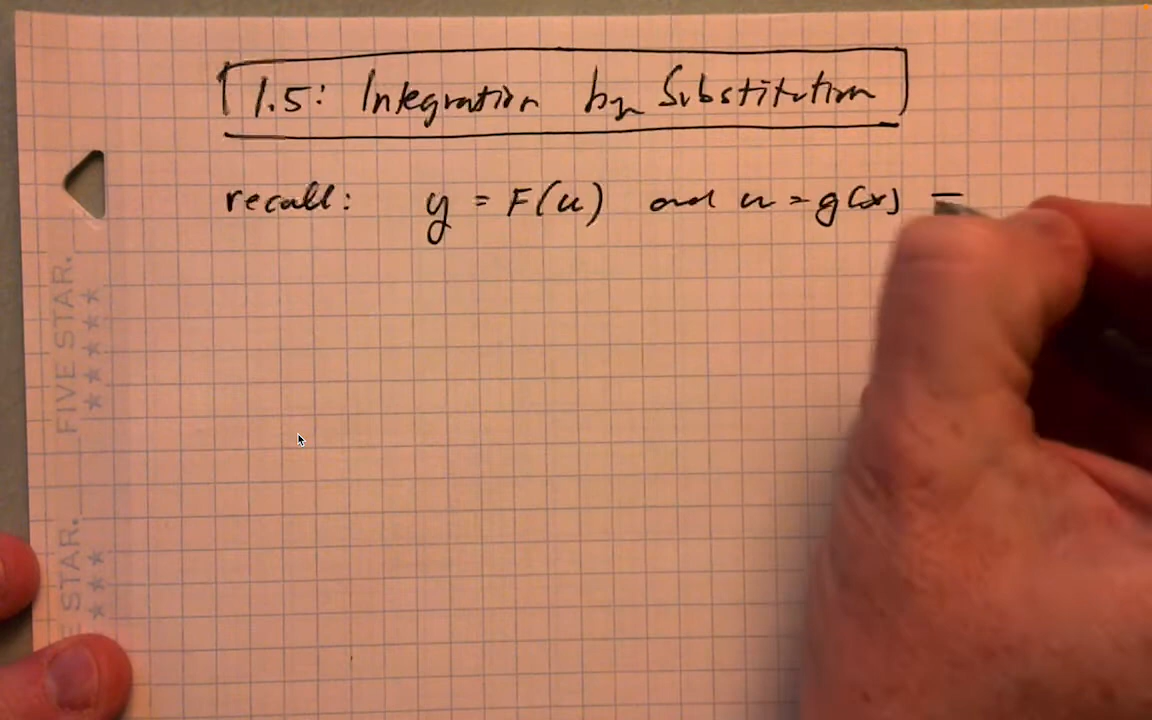 1.5: Integration by Substitution
recall: y = F(u) and u = g(x) =
FIVE STAR.
★★★★★
E STAR.
★★★